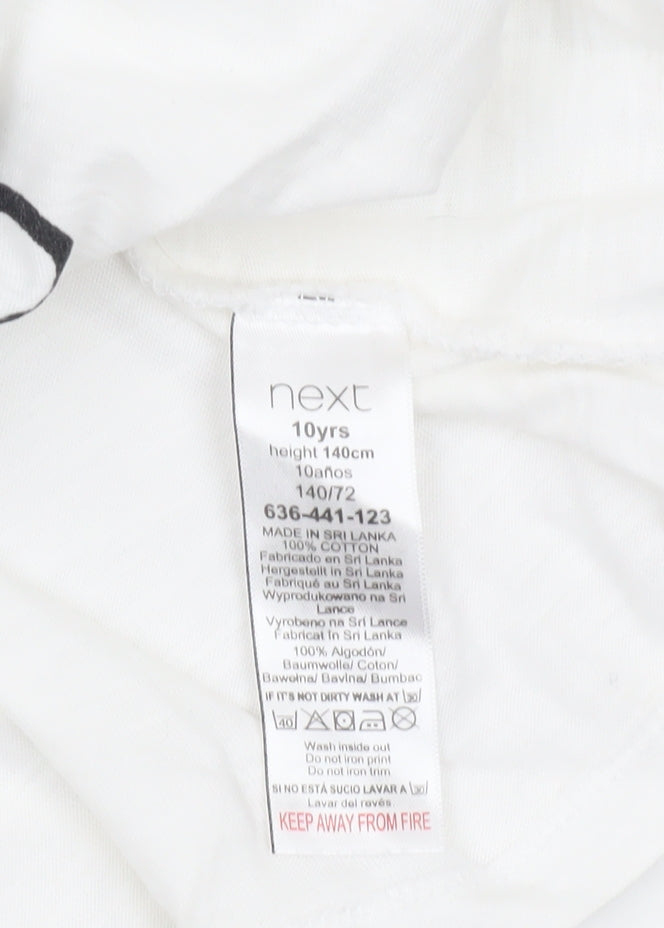 next
10yrs
height 140cm
10años
140/72
636-441-123
MADE IN SRI LANKA
100% COTTON
Fabricado en Sri Lanka
Hergestellt in Sri Lanka
Fabriqué au Sri Lanka
Wyprodukowano na Sri
Lance
Vyrobeno na Sri Lance
Fabricat în Sri Lanka
100% Algodón/
Baumwolle/ Coton/
Bawełna/ Bavlna/ Bumbac
IF IT'S NOT DIRTY WASH AT 30
40
Wash inside out
Do not iron print
Do not iron trim
SI NO ESTÁ SUCIO LAVAR A 30
Lavar del revés
KEEP AWAY FROM FIRE